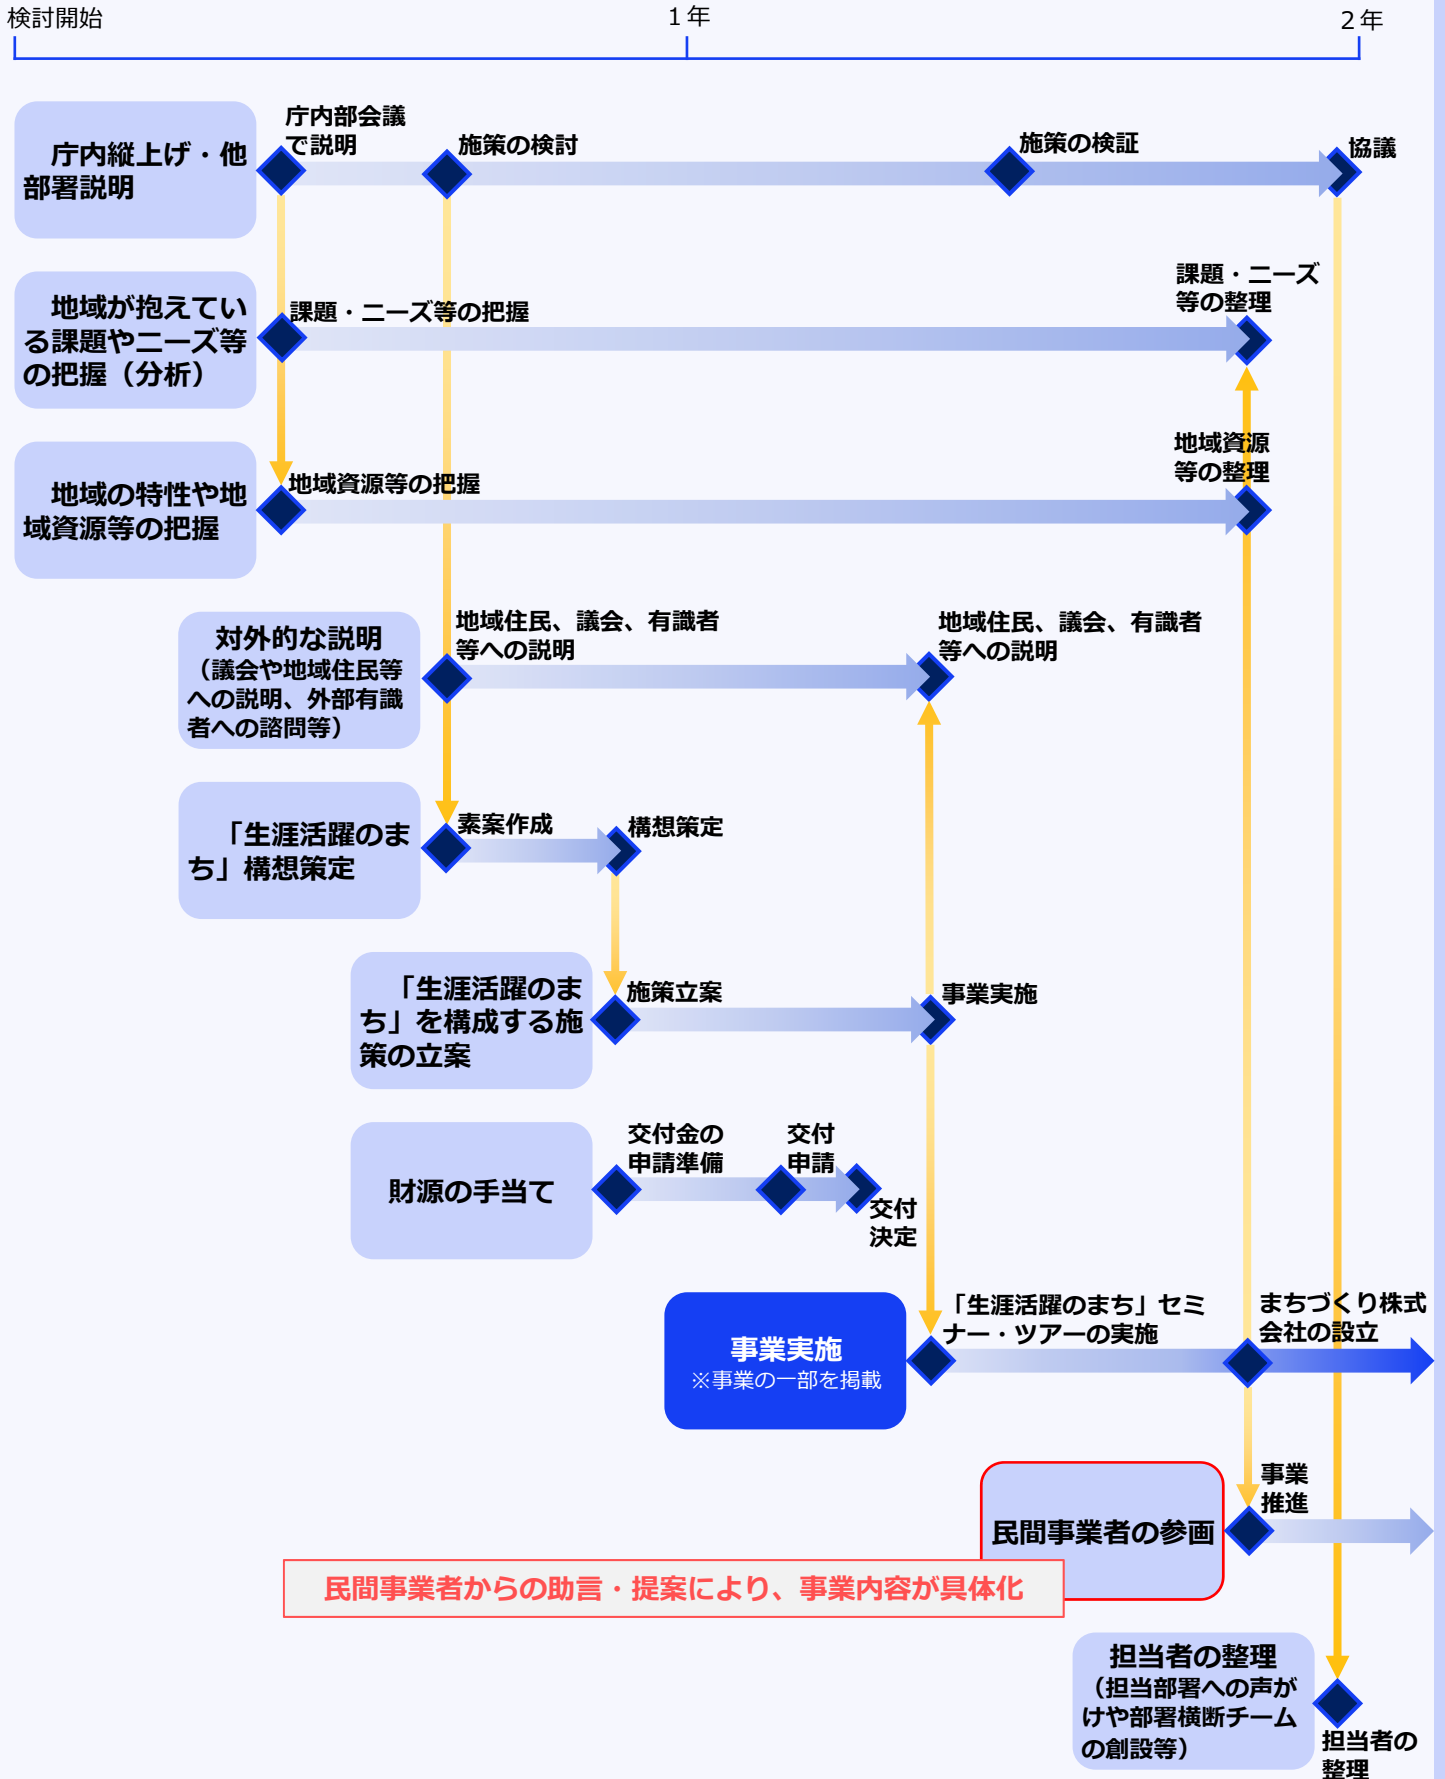 検討開始
１年
２年
庁内縦上げ・他
部署説明
庁内部会議
で説明
施策の検討
施策の検証
協議
地域が抱えてい
る課題やニーズ等
の把握（分析）
課題・ニーズ等の把握
課題・ニーズ
等の整理
地域の特性や地
域資源等の把握
地域資源等の把握
地域資源
等の整理
対外的な説明
（議会や地域住民等
への説明、外部有識
者への諮問等）
地域住民、議会、有識者
等への説明
地域住民、議会、有識者
等への説明
「生涯活躍のま
ち」構想策定
素案作成
構想策定
「生涯活躍のま
ち」を構成する施
策の立案
施策立案
事業実施
財源の手当て
交付金の
申請準備
交付
申請
交付
決定
事業実施
※事業の一部を掲載
「生涯活躍のまち」セミ
ナー・ツアーの実施
まちづくり株式
会社の設立
民間事業者の参画
事業
推進
民間事業者からの助言・提案により、事業内容が具体化
担当者の整理
（担当部署への声が
けや部署横断チーム
の創設等）
担当者の
整理